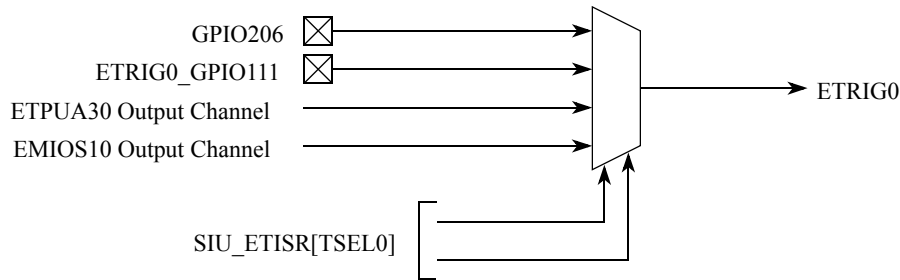 GPIO206
ETRIG0_GPIO111
ETPUA30 Output Channel
EMIOS10 Output Channel
ETRIG0
SIU_ETISR[TSEL0]